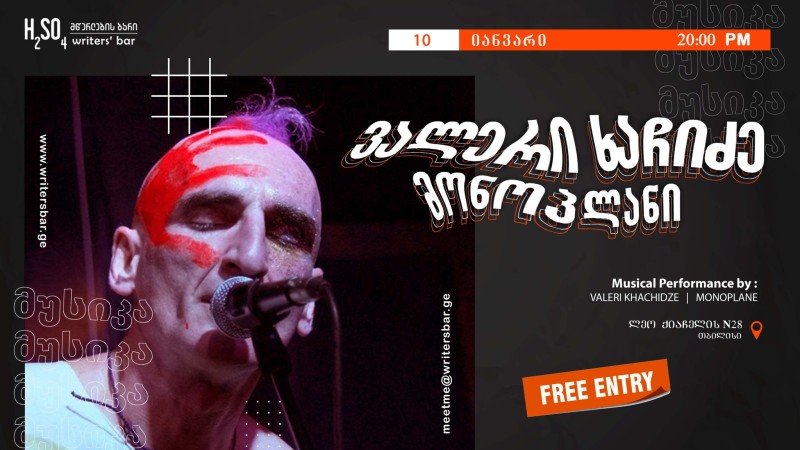 H2SO4 მწერლების ბარი
writers' bar
10 იანვარი 20:00 PM
მუსიკა
მუსიკა
მუსიკა
www.writersbar.ge
ვალერი ხაჩიძე
მონოპლანი
Musical Performance by :
VALERI KHACHIDZE | MONOPLANE
ლეო ქიაჩელის N28
თბილისი
FREE ENTRY
meetme@writersbar.ge
მუსიკა
მუსიკა
მუსიკა
მუსიკა